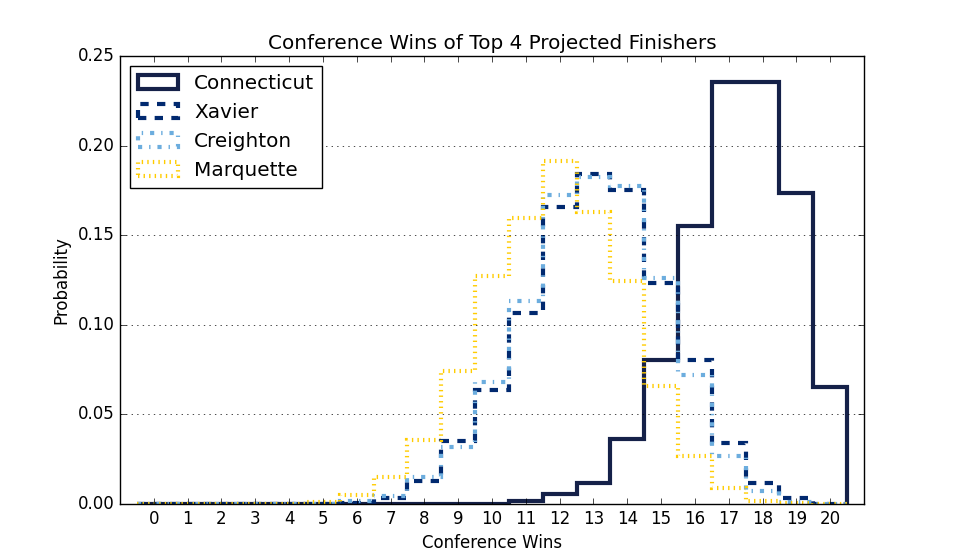 Conference Wins of Top 4 Projected Finishers
0.25
0.20
0.15
0.10
0.05
0.00
Probability
Connecticut
Xavier
Creighton
Marquette
0 1 2 3 4 5 6 7 8 9 10 11 12 13 14 15 16 17 18 19 20
Conference Wins